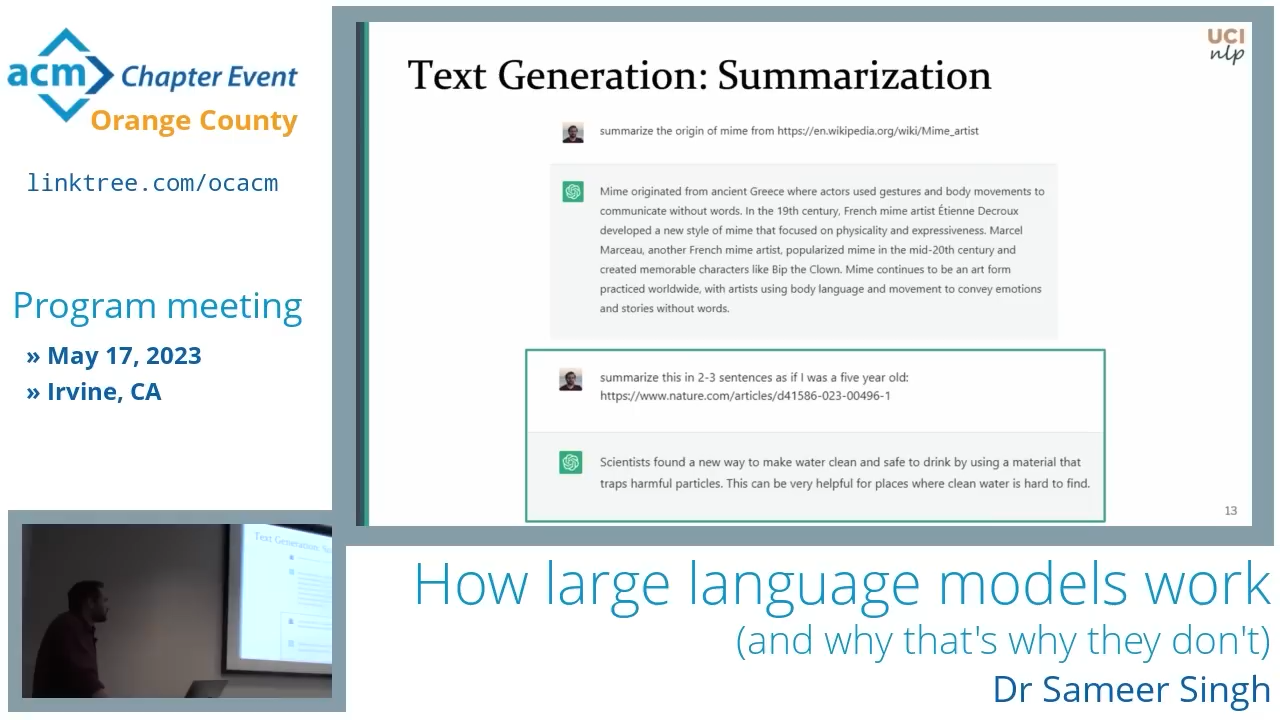 acm Chapter Event
Orange County
linktree.com/ocacm
Program meeting
» May 17, 2023
» Irvine, CA
UCI
nlp
Text Generation: Summarization
summarize the origin of mime from https://en.wikipedia.org/wiki/Mime_artist
Mime originated from ancient Greece where actors used gestures and body movements to
communicate without words. In the 19th century, French mime artist Étienne Decroux
developed a new style of mime that focused on physicality and expressiveness. Marcel
Marceau, another French mime artist, popularized mime in the mid-20th century and
created memorable characters like Bip the Clown. Mime continues to be an art form
practiced worldwide, with artists using body language and movement to convey emotions
and stories without words.
summarize this in 2-3 sentences as if I was a five year old:
https://www.nature.com/articles/d41586-023-00496-1
Scientists found a new way to make water clean and safe to drink by using a material that
traps harmful particles. This can be very helpful for places where clean water is hard to find.
13
Text Generation:
How large language models work
(and why that's why they don't)
Dr Sameer Singh